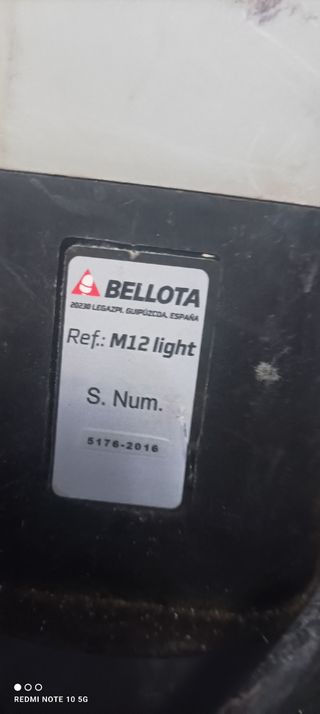 BELLOTA
20230 LEGAZPI. GUIPÚZCOA. ESPAÑA
Ref.: M12 light
S. Num.
5176-2016
REDMI NOTE 10 5G